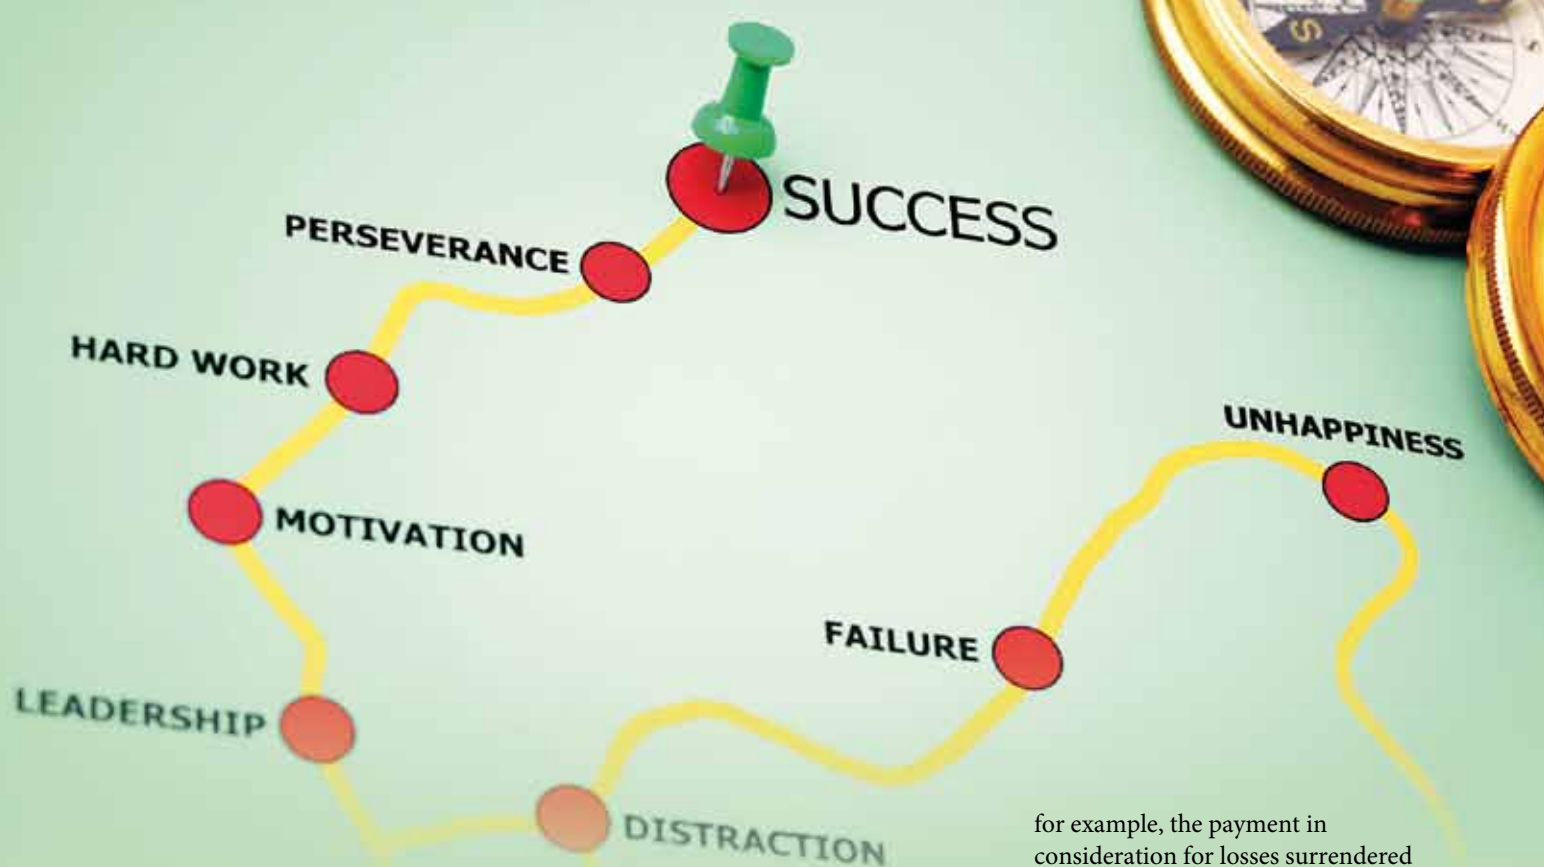 S
SUCCESS
PERSEVERANCE
HARD WORK
UNHAPPINESS
MOTIVATION
FAILURE
LEADERSHIP
DISTRACTION
for example, the payment in
consideration for losses surrendered